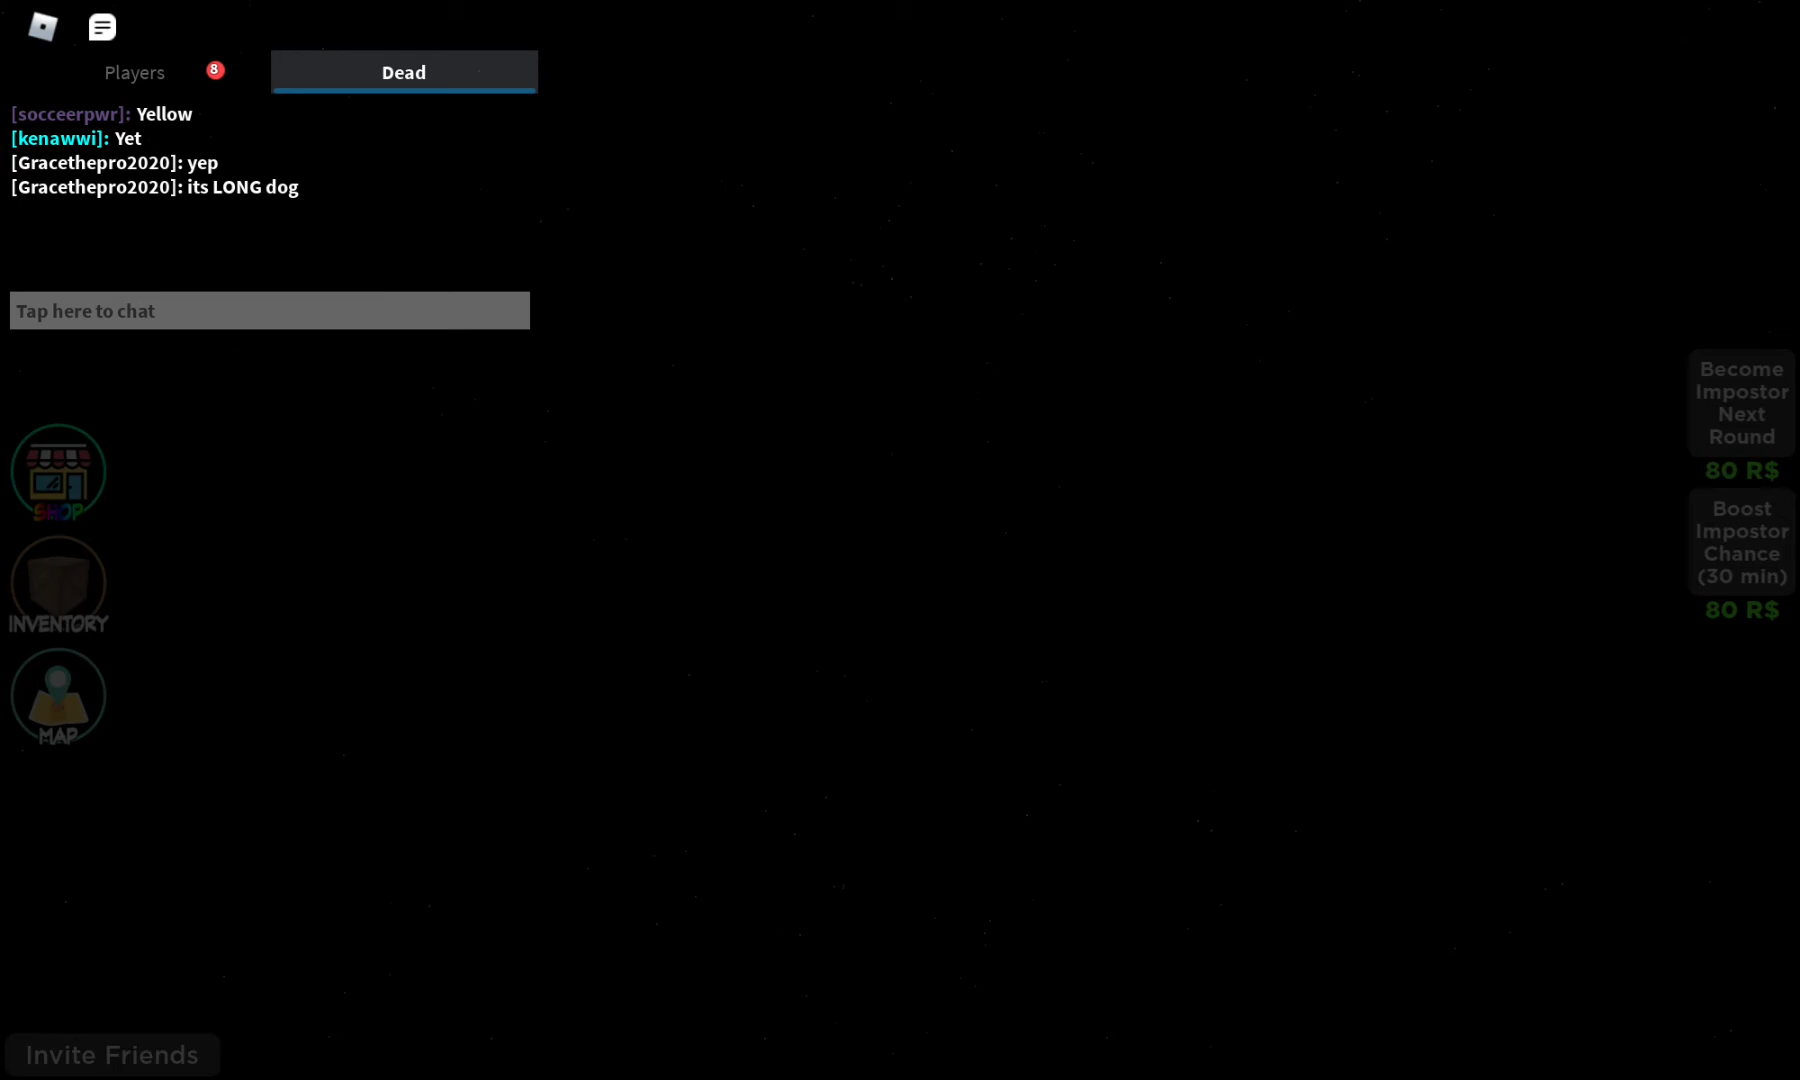 Players
8
Dead
[socceerpwr]: Yellow
[kenawwi]: Yet
[Gracethepro2020]: yep
[Gracethepro2020]: its LONG dog
Tap here to chat
SHOP
INVENTORY
MAP
Become
Impostor
Next
Round
80 R$
Boost
Impostor
Chance
(30 min)
80 R$
Invite Friends